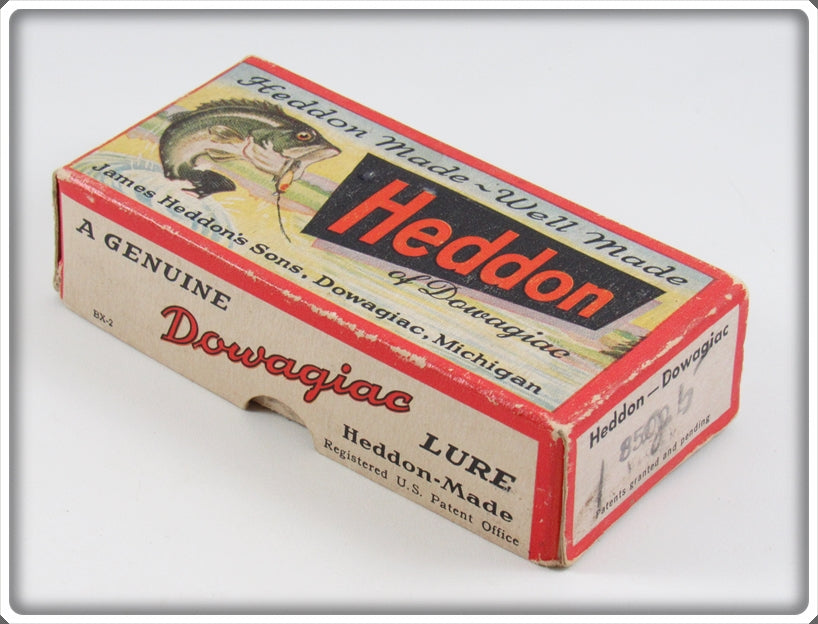 Heddon Made ~ Well Made
Heddon
of Dowagiac
James Heddon's Sons, Dowagiac, Michigan
A GENUINE
Dowagiac
LURE
BX-2
Heddon-Made
Registered U.S. Patent Office
Heddon — Dowagiac
Patents granted and pending